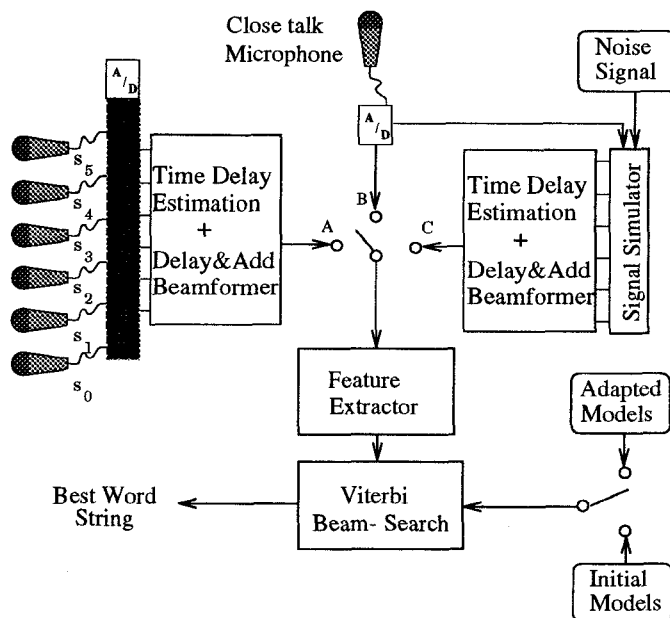 Close talk
Microphone
Noise
Signal
A/D
A/D
S5
S4
S3
S2
S1
S0
Time Delay
Estimation
+
Delay&Add
Beamformer
A
B
C
Time Delay
Estimation
+
Delay&Add
Beamformer
Signal Simulator
Feature
Extractor
Adapted
Models
Best Word
String
Viterbi
Beam- Search
Initial
Models